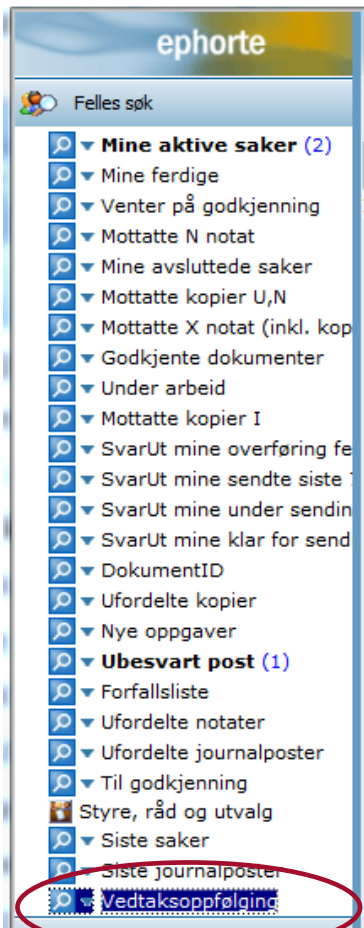 ephorte
Felles søk
Mine aktive saker (2)
Mine ferdige
Venter på godkjenning
Mottatte N notat
Mine avsluttede saker
Mottatte kopier U,N
Mottatte X notat (inkl. kop
Godkjente dokumenter
Under arbeid
Mottatte kopier I
SvarUt mine overføring fe
SvarUt mine sendte siste
SvarUt mine under sendin
SvarUt mine klar for send
DokumentID
Ufordelte kopier
Nye oppgaver
Ubesvart post (1)
Forfallsliste
Ufordelte notater
Ufordelte journalposter
Til godkjenning
Styre, råd og utvalg
Siste saker
Siste journalposter
Vedtaksoppfølging